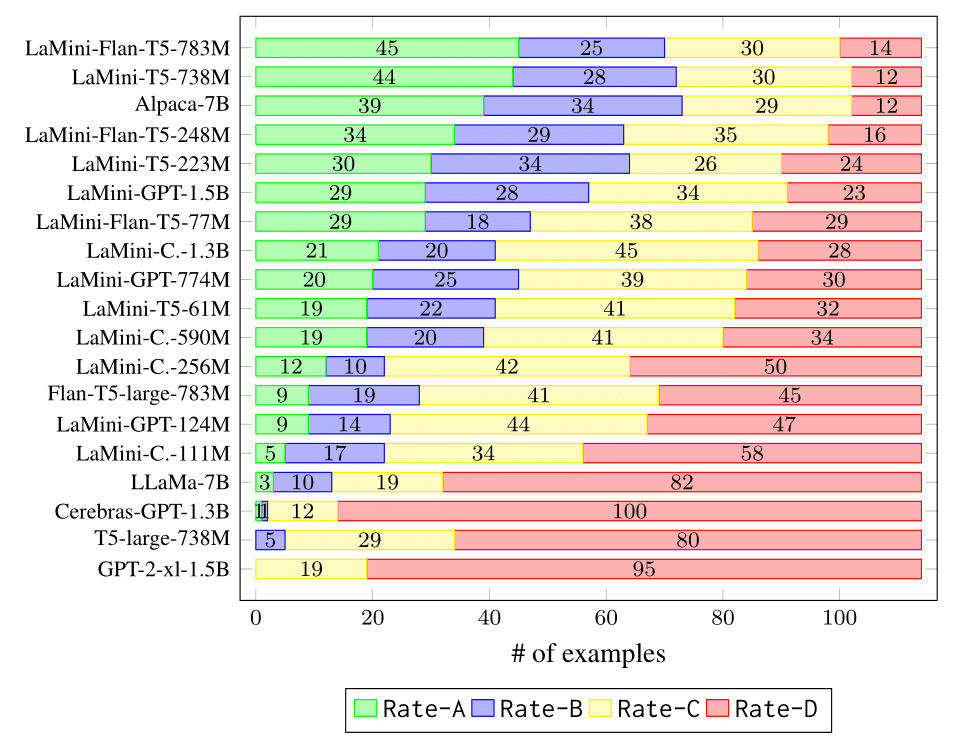 LaMini-Flan-T5-783M 45 25 30 14
LaMini-T5-738M 44 28 30 12
Alpaca-7B 39 34 29 12
LaMini-Flan-T5-248M 34 29 35 16
LaMini-T5-223M 30 34 26 24
LaMini-GPT-1.5B 29 28 34 23
LaMini-Flan-T5-77M 29 18 38 29
LaMini-C.-1.3B 21 20 45 28
LaMini-GPT-774M 20 25 39 30
LaMini-T5-61M 19 22 41 32
LaMini-C.-590M 19 20 41 34
LaMini-C.-256M 12 10 42 50
Flan-T5-large-783M 9 19 41 45
LaMini-GPT-124M 9 14 44 47
LaMini-C.-111M 5 17 34 58
LLaMa-7B 3 10 19 82
Cerebras-GPT-1.3B 1 1 12 100
T5-large-738M 5 29 80
GPT-2-xl-1.5B 19 95
0 20 40 60 80 100
# of examples
Rate-A Rate-B Rate-C Rate-D